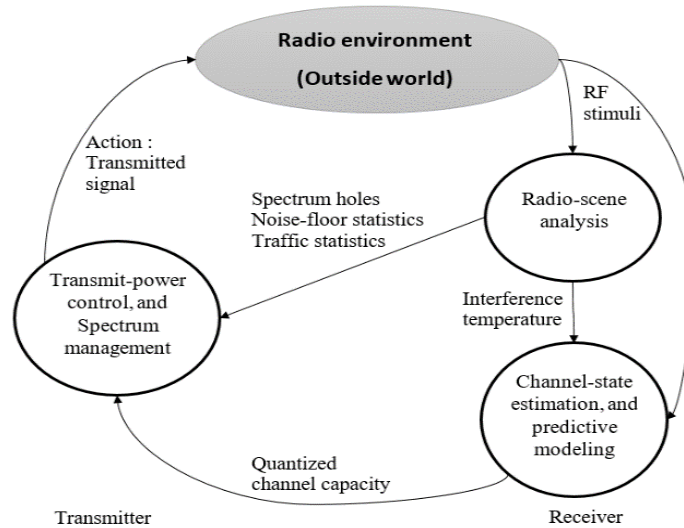 Radio environment
(Outside world)
RF
stimuli
Action :
Transmitted
signal
Spectrum holes
Noise-floor statistics
Traffic statistics
Radio-scene
analysis
Transmit-power
control, and
Spectrum
management
Interference
temperature
Channel-state
estimation, and
predictive
modeling
Quantized
channel capacity
Transmitter
Receiver